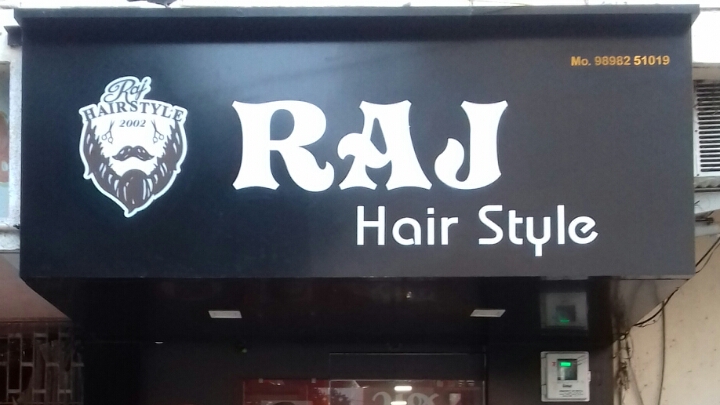 Mo. 98982 51019
Raj
HAIRSTYLE
2002
RAJ
Hair Style